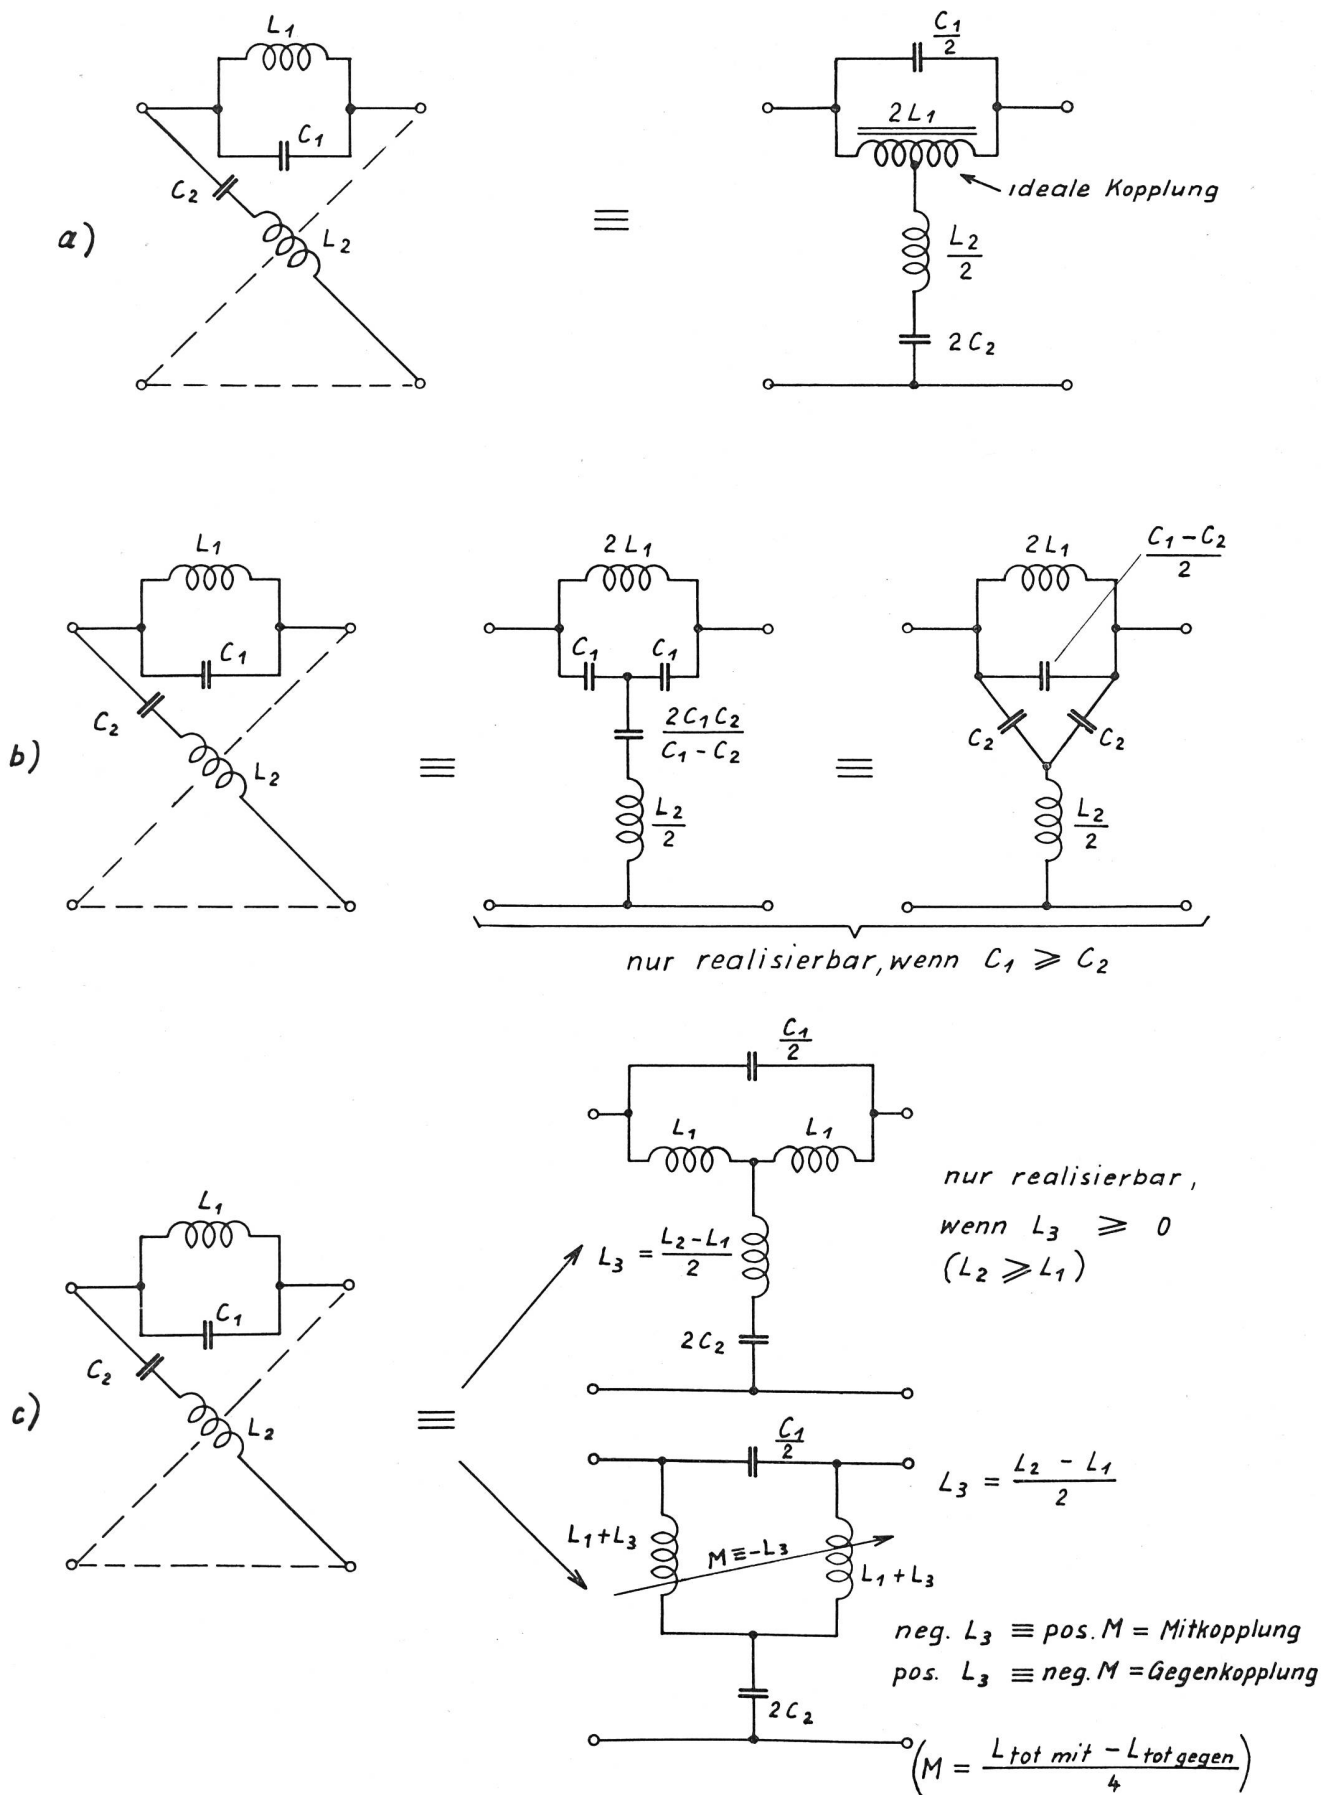 a)
L1
C1
C2
L2
≡
C1/2
2L1
ideale Kopplung
L2/2
2C2
b)
L1
C1
C2
L2
≡
2L1
C1 C1
2C1C2/C1-C2
L2/2
≡
2L1
C1-C2/2
C2 C2
L2/2
nur realisierbar, wenn C1 ⩾ C2
c)
L1
C1
C2
L2
≡
C1/2
L1 L1
L3 = L2-L1/2
2C2
nur realisierbar,
wenn L3 ⩾ 0
(L2 ⩾ L1)
C1/2
L3 = L2 - L1/2
L1+L3
M≡-L3
L1+L3
2C2
neg. L3 ≡ pos. M = Mitkopplung
pos. L3 ≡ neg. M = Gegenkopplung
(M = Ltot mit - Ltot gegen/4)